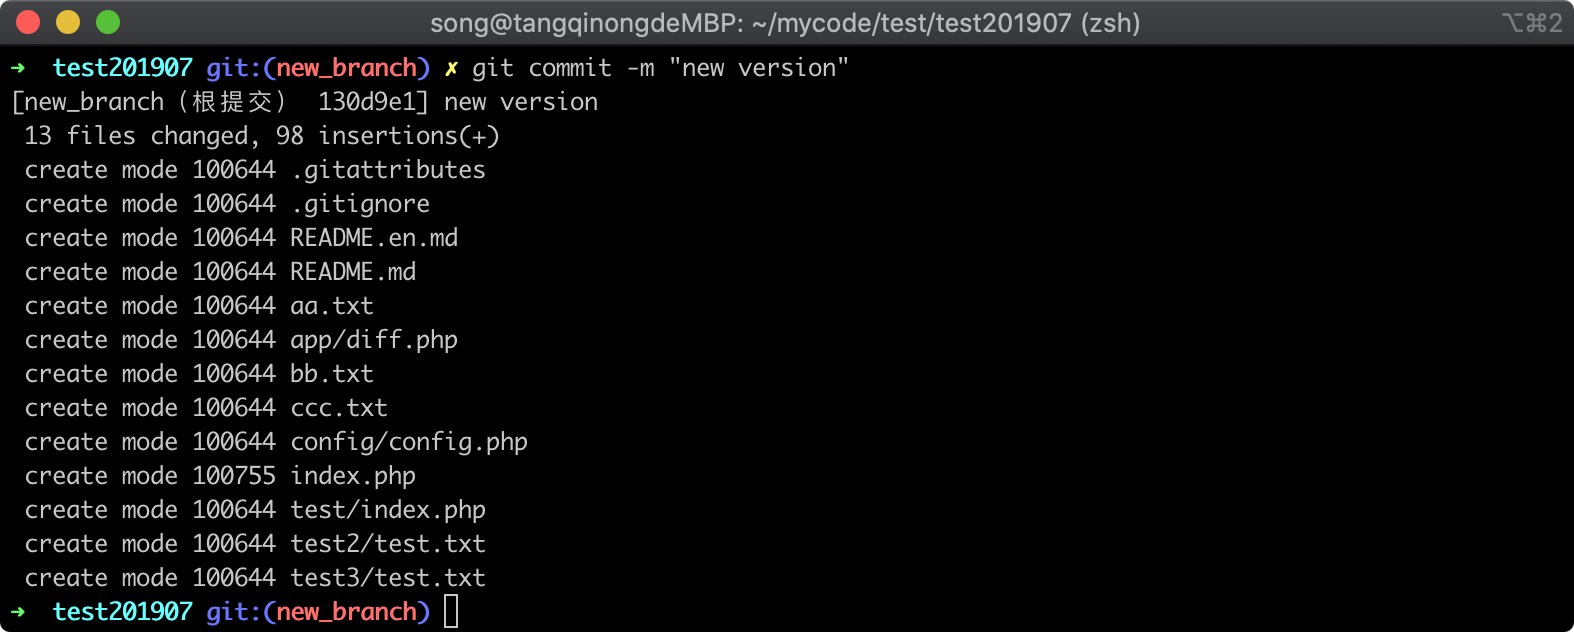 song@tangqinongdeMBP: ~/mycode/test/test201907 (zsh) ⌥⌘2
➜ test201907 git:(new_branch) ✗ git commit -m "new version"
[new_branch（根提交） 130d9e1] new version
 13 files changed, 98 insertions(+)
 create mode 100644 .gitattributes
 create mode 100644 .gitignore
 create mode 100644 README.en.md
 create mode 100644 README.md
 create mode 100644 aa.txt
 create mode 100644 app/diff.php
 create mode 100644 bb.txt
 create mode 100644 ccc.txt
 create mode 100644 config/config.php
 create mode 100755 index.php
 create mode 100644 test/index.php
 create mode 100644 test2/test.txt
 create mode 100644 test3/test.txt
➜ test201907 git:(new_branch)